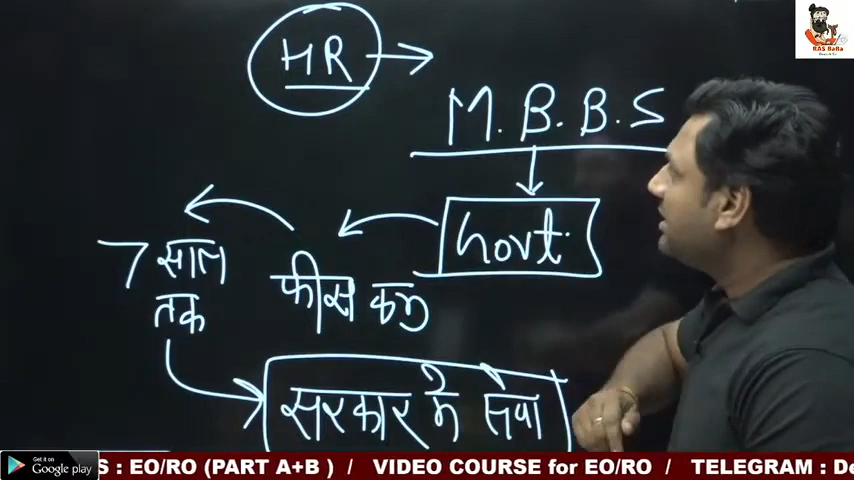 HR
M.B.B.S
Govt.
7 साल
तक
फीस कम
सरकार के सेवा
RAS BaBa
GET IT ON
Google play
S : EO/RO (PART A+B ) / VIDEO COURSE for EO/RO / TELEGRAM : De